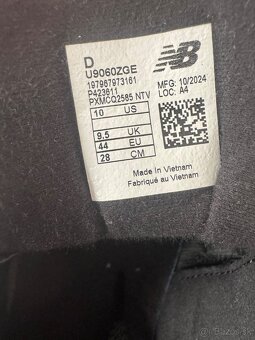 D
U9060ZGE
197967973161
P423611
PXMCQ2585 NTV
MFG: 10/2024
LOC: A4
10 US
9.5 UK
44 EU
28 CM
Made in Vietnam
Fabriqué au Vietnam